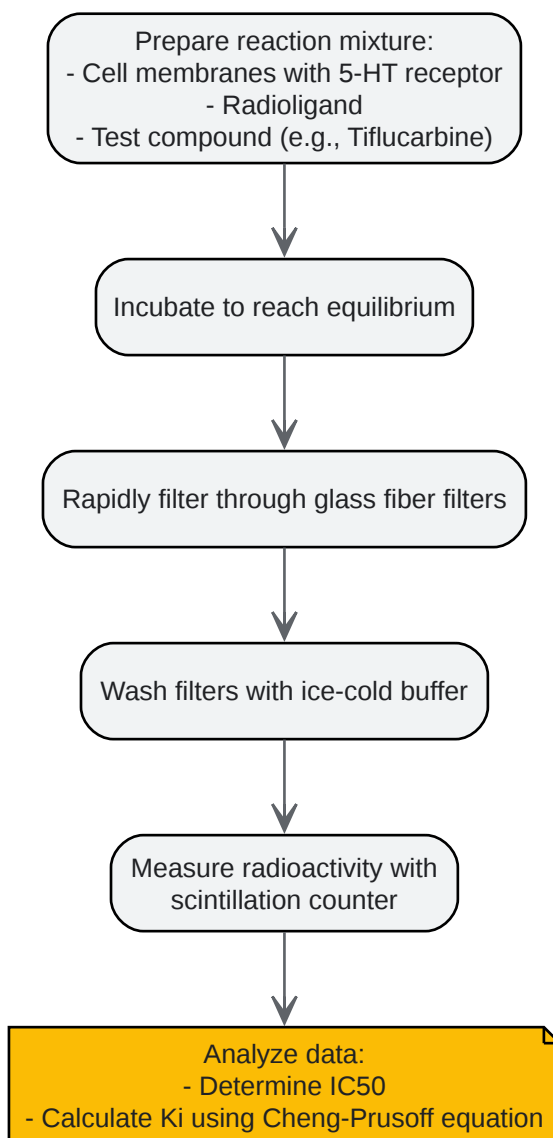 Prepare reaction mixture:
- Cell membranes with 5-HT receptor
- Radioligand
- Test compound (e.g., Tiflucarbine)
Incubate to reach equilibrium
Rapidly filter through glass fiber filters
Wash filters with ice-cold buffer
Measure radioactivity with
scintillation counter
Analyze data:
- Determine IC50
- Calculate Ki using Cheng-Prusoff equation